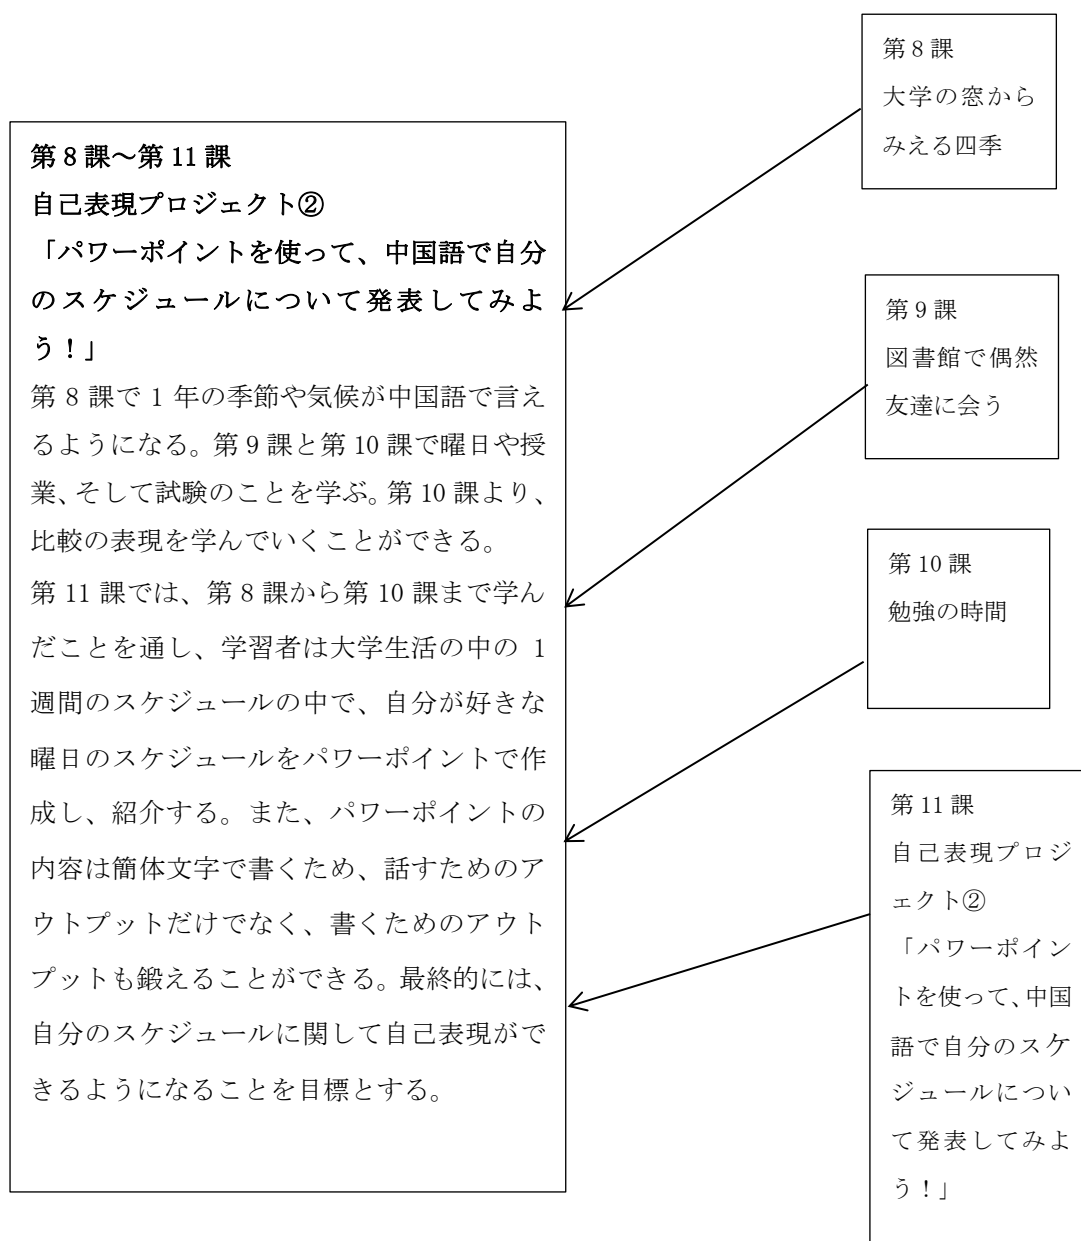 第8課～第11課
自己表現プロジェクト②
「パワーポイントを使って、中国語で自分
のスケジュールについて発表してみよ
う！」
第8課で1年の季節や気候が中国語で言え
るようになる。第9課と第10課で曜日や授
業、そして試験のことを学ぶ。第10課より、
比較の表現を学んでいくことができる。
第11課では、第8課から第10課まで学ん
だことを通し、学習者は大学生活の中の1
週間のスケジュールの中で、自分が好きな
曜日のスケジュールをパワーポイントで作
成し、紹介する。また、パワーポイントの
内容は簡体文字で書くため、話すためのア
ウトプットだけでなく、書くためのアウト
プットも鍛えることができる。最終的には、
自分のスケジュールに関して自己表現がで
きるようになることを目標とする。
第8課
大学の窓から
みえる四季
第9課
図書館で偶然
友達に会う
第10課
勉強の時間
第11課
自己表現プロジ
ェクト②
「パワーポイン
トを使って、中国
語で自分のスケ
ジュールについ
て発表してみよ
う！」